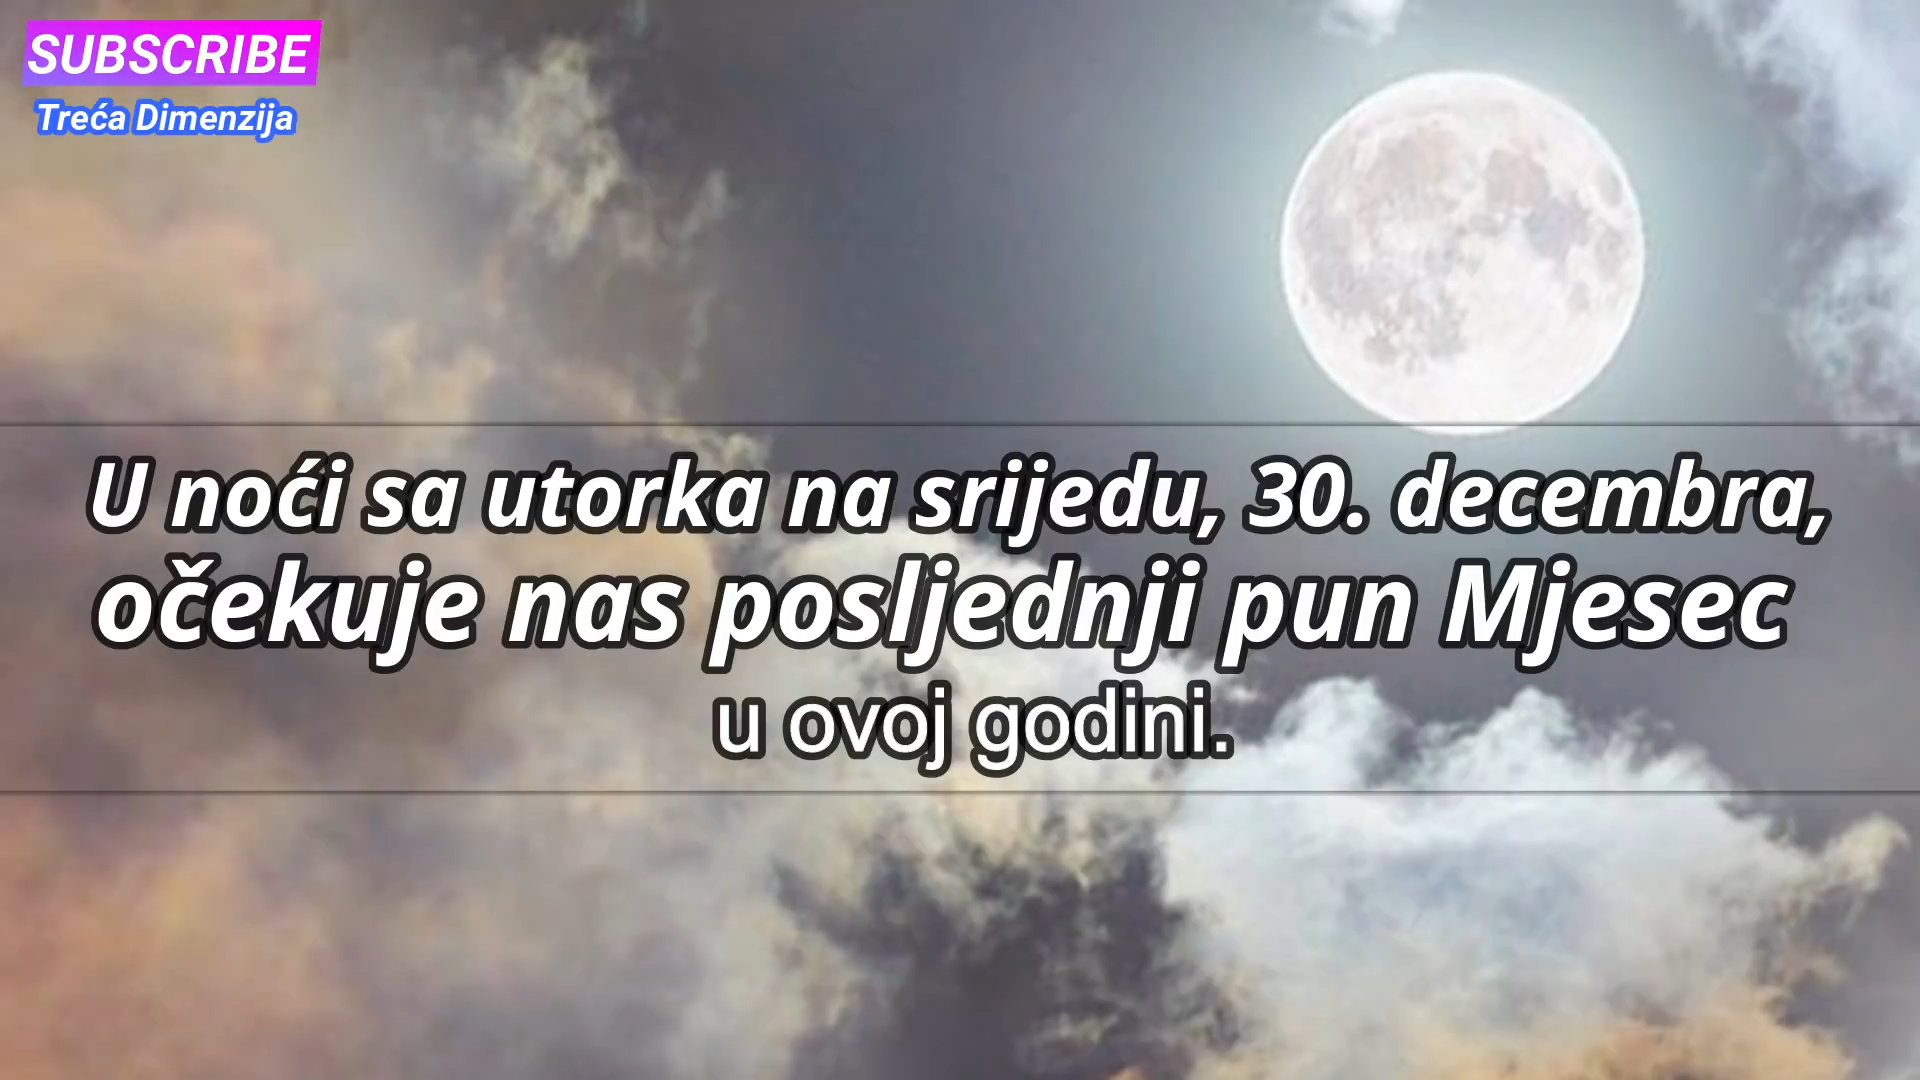 SUBSCRIBE
Treća Dimenzija
U noći sa utorka na srijedu, 30. decembra,
očekuje nas posljednji pun Mjesec
u ovoj godini.